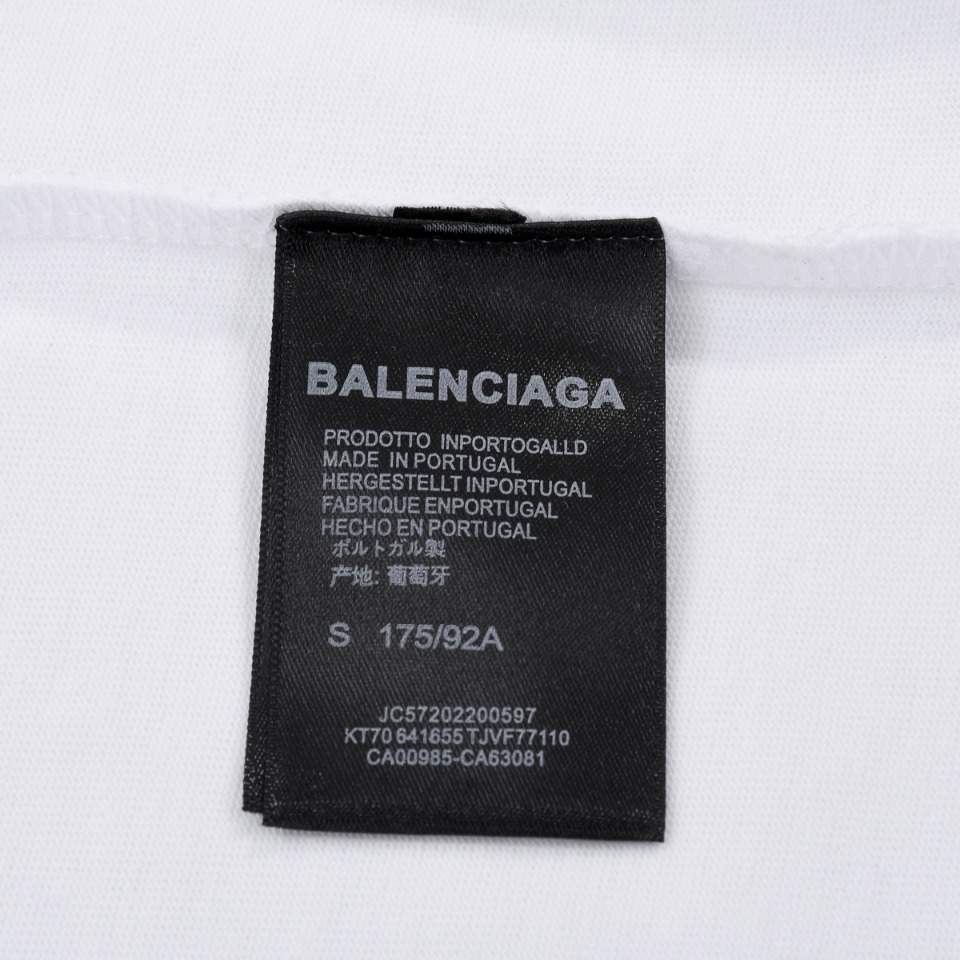 BALENCIAGA
PRODOTTO INPORTOGALLD
MADE IN PORTUGAL
HERGESTELLT INPORTUGAL
FABRIQUE ENPORTUGAL
HECHO EN PORTUGAL
ポルトガル製
产地: 葡萄牙
S 175/92A
JC57202200597
KT70 641655 TJVF77110
CA00985-CA63081